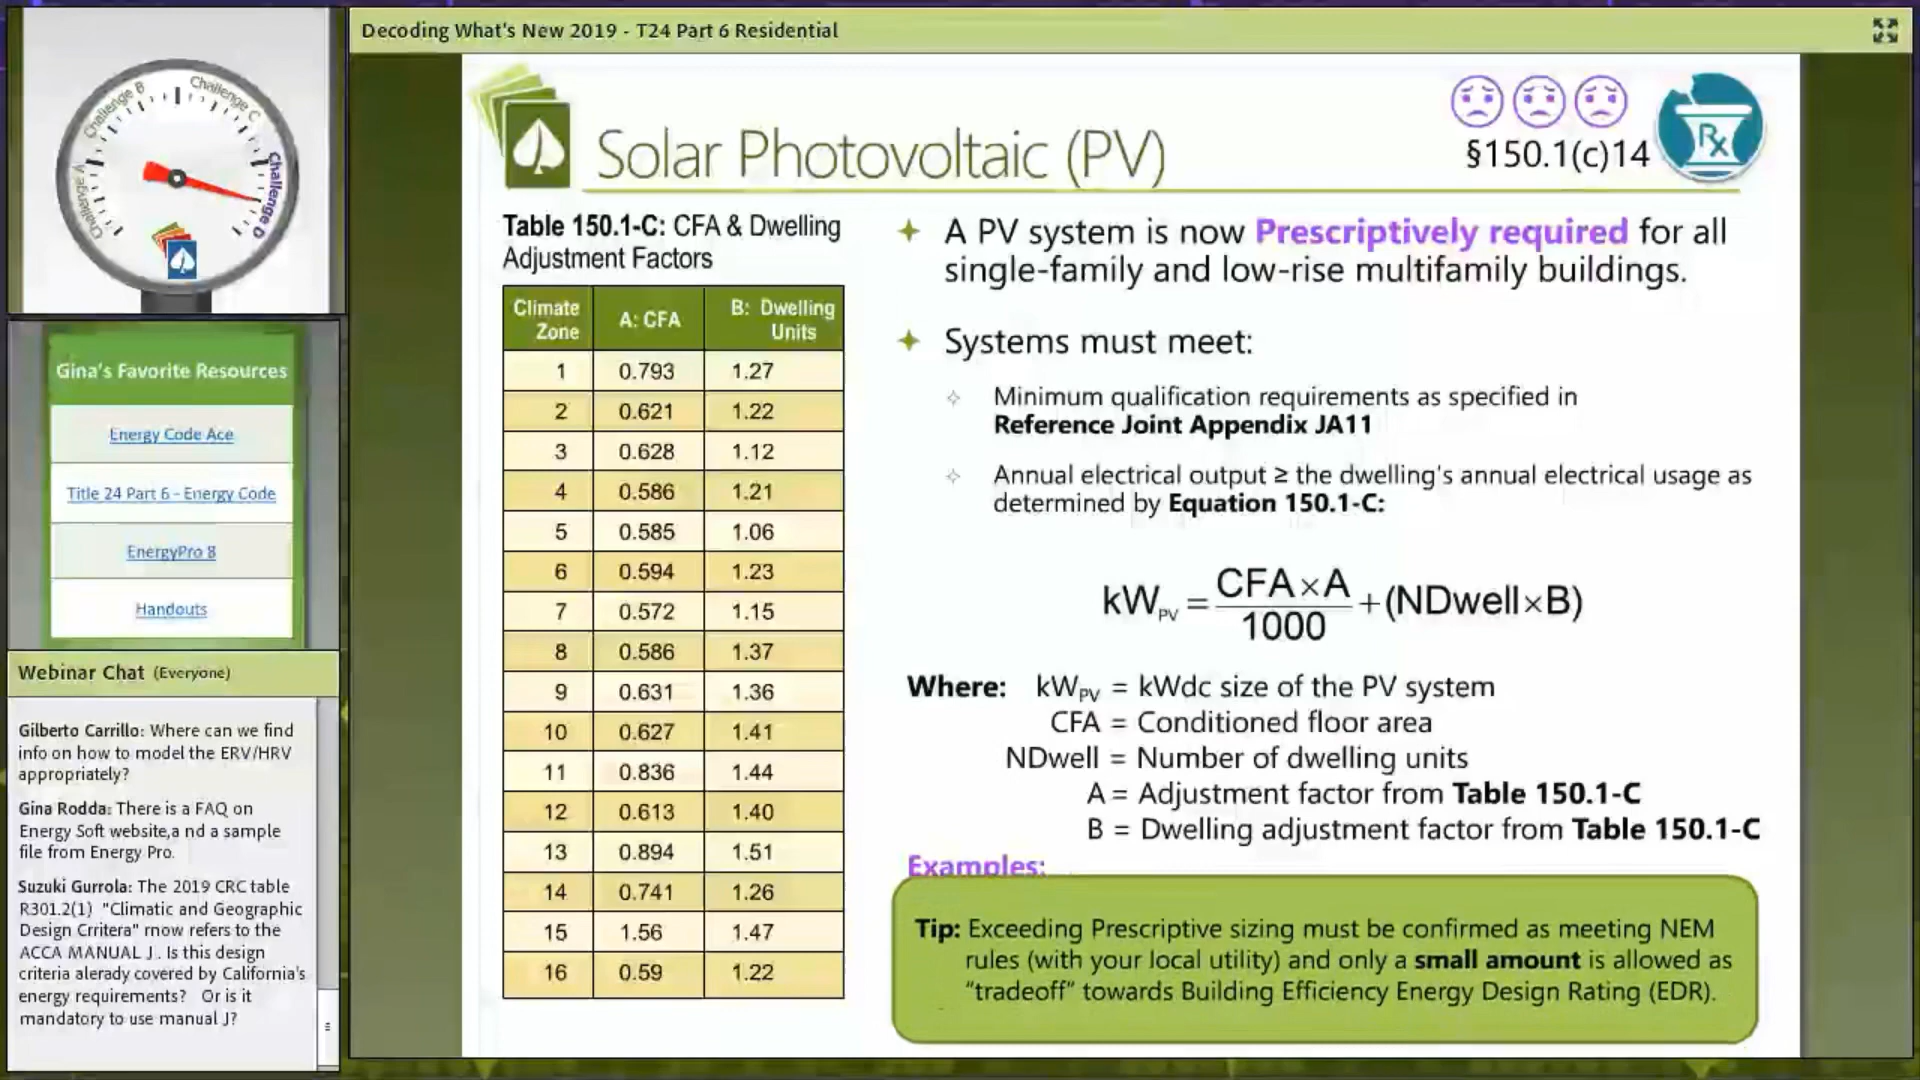 Decoding What's New 2019 - T24 Part 6 Residential
Challenge A
Challenge B
Challenge C
Challenge D
Gina's Favorite Resources
Energy Code Ace
Title 24 Part 6 - Energy Code
EnergyPro 8
Handouts
Webinar Chat (Everyone)
Gilberto Carrillo: Where can we find
info on how to model the ERV/HRV
appropriately?
Gina Rodda: There is a FAQ on
Energy Soft website,a nd a sample
file from Energy Pro.
Suzuki Gurrola: The 2019 CRC table
R301.2(1) "Climatic and Geographic
Design Crritera" mow refers to the
ACCA MANUAL J.. Is this design
criteria alerady covered by California's
energy requirements? Or is it
mandatory to use manual J?
Solar Photovoltaic (PV)
§150.1(c)14
Rx
Table 150.1-C: CFA & Dwelling
Adjustment Factors
Climate Zone A: CFA B: Dwelling Units
1 0.793 1.27
2 0.621 1.22
3 0.628 1.12
4 0.586 1.21
5 0.585 1.06
6 0.594 1.23
7 0.572 1.15
8 0.586 1.37
9 0.631 1.36
10 0.627 1.41
11 0.836 1.44
12 0.613 1.40
13 0.894 1.51
14 0.741 1.26
15 1.56 1.47
16 0.59 1.22
A PV system is now Prescriptively required for all
single-family and low-rise multifamily buildings.
Systems must meet:
Minimum qualification requirements as specified in
Reference Joint Appendix JA11
Annual electrical output ≥ the dwelling's annual electrical usage as
determined by Equation 150.1-C:
kWPV = CFA×A / 1000 + (NDwell×B)
Where: kWPV = kWdc size of the PV system
CFA = Conditioned floor area
NDwell = Number of dwelling units
A = Adjustment factor from Table 150.1-C
B = Dwelling adjustment factor from Table 150.1-C
Examples:
Tip: Exceeding Prescriptive sizing must be confirmed as meeting NEM
rules (with your local utility) and only a small amount is allowed as
"tradeoff" towards Building Efficiency Energy Design Rating (EDR).